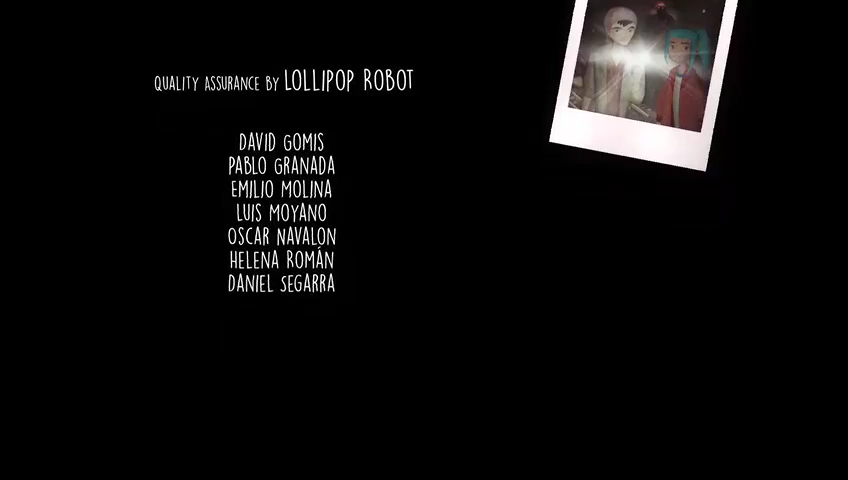 QUALITY ASSURANCE BY LOLLIPOP ROBOT
DAVID GOMIS
PABLO GRANADA
EMILIO MOLINA
LUIS MOYANO
OSCAR NAVALON
HELENA ROMÁN
DANIEL SEGARRA